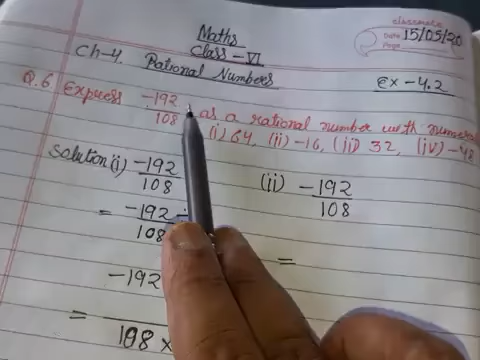 Maths
classmate
Date 15/05/20
Page
Class - VI
Ch-4. Rational Numbers
Ex - 4.2
Q.6 Express -192/108 as a rational number with
(i) 64, (ii) -16, (iii) 32, (iv) -48
Solution (i) -192/108
(ii) -192/108
= -192 ÷
108
=
-192
=
108 ×